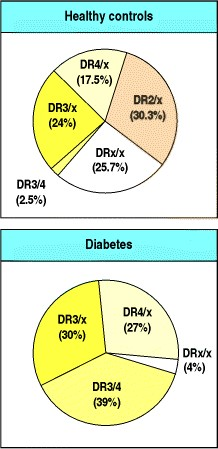 Healthy controls
DR4/x
(17.5%)
DR2/x
(30.3%)
DR3/x
(24%)
DRx/x
(25.7%)
DR3/4
(2.5%)
Diabetes
DR3/x
(30%)
DR4/x
(27%)
DRx/x
(4%)
DR3/4
(39%)